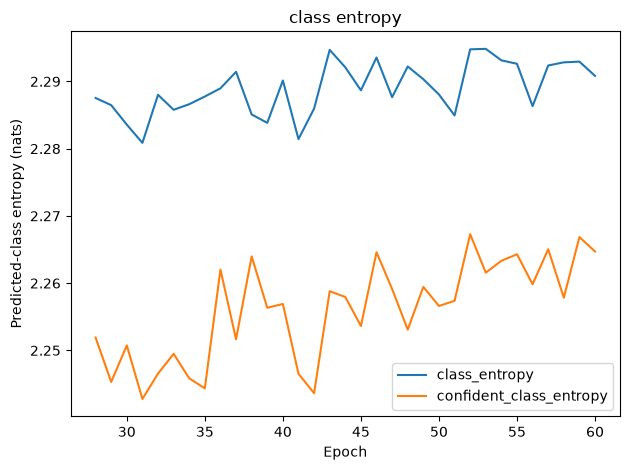 class entropy
Predicted-class entropy (nats)
2.29
2.28
2.27
2.26
2.25
30 35 40 45 50 55 60
Epoch
class_entropy
confident_class_entropy